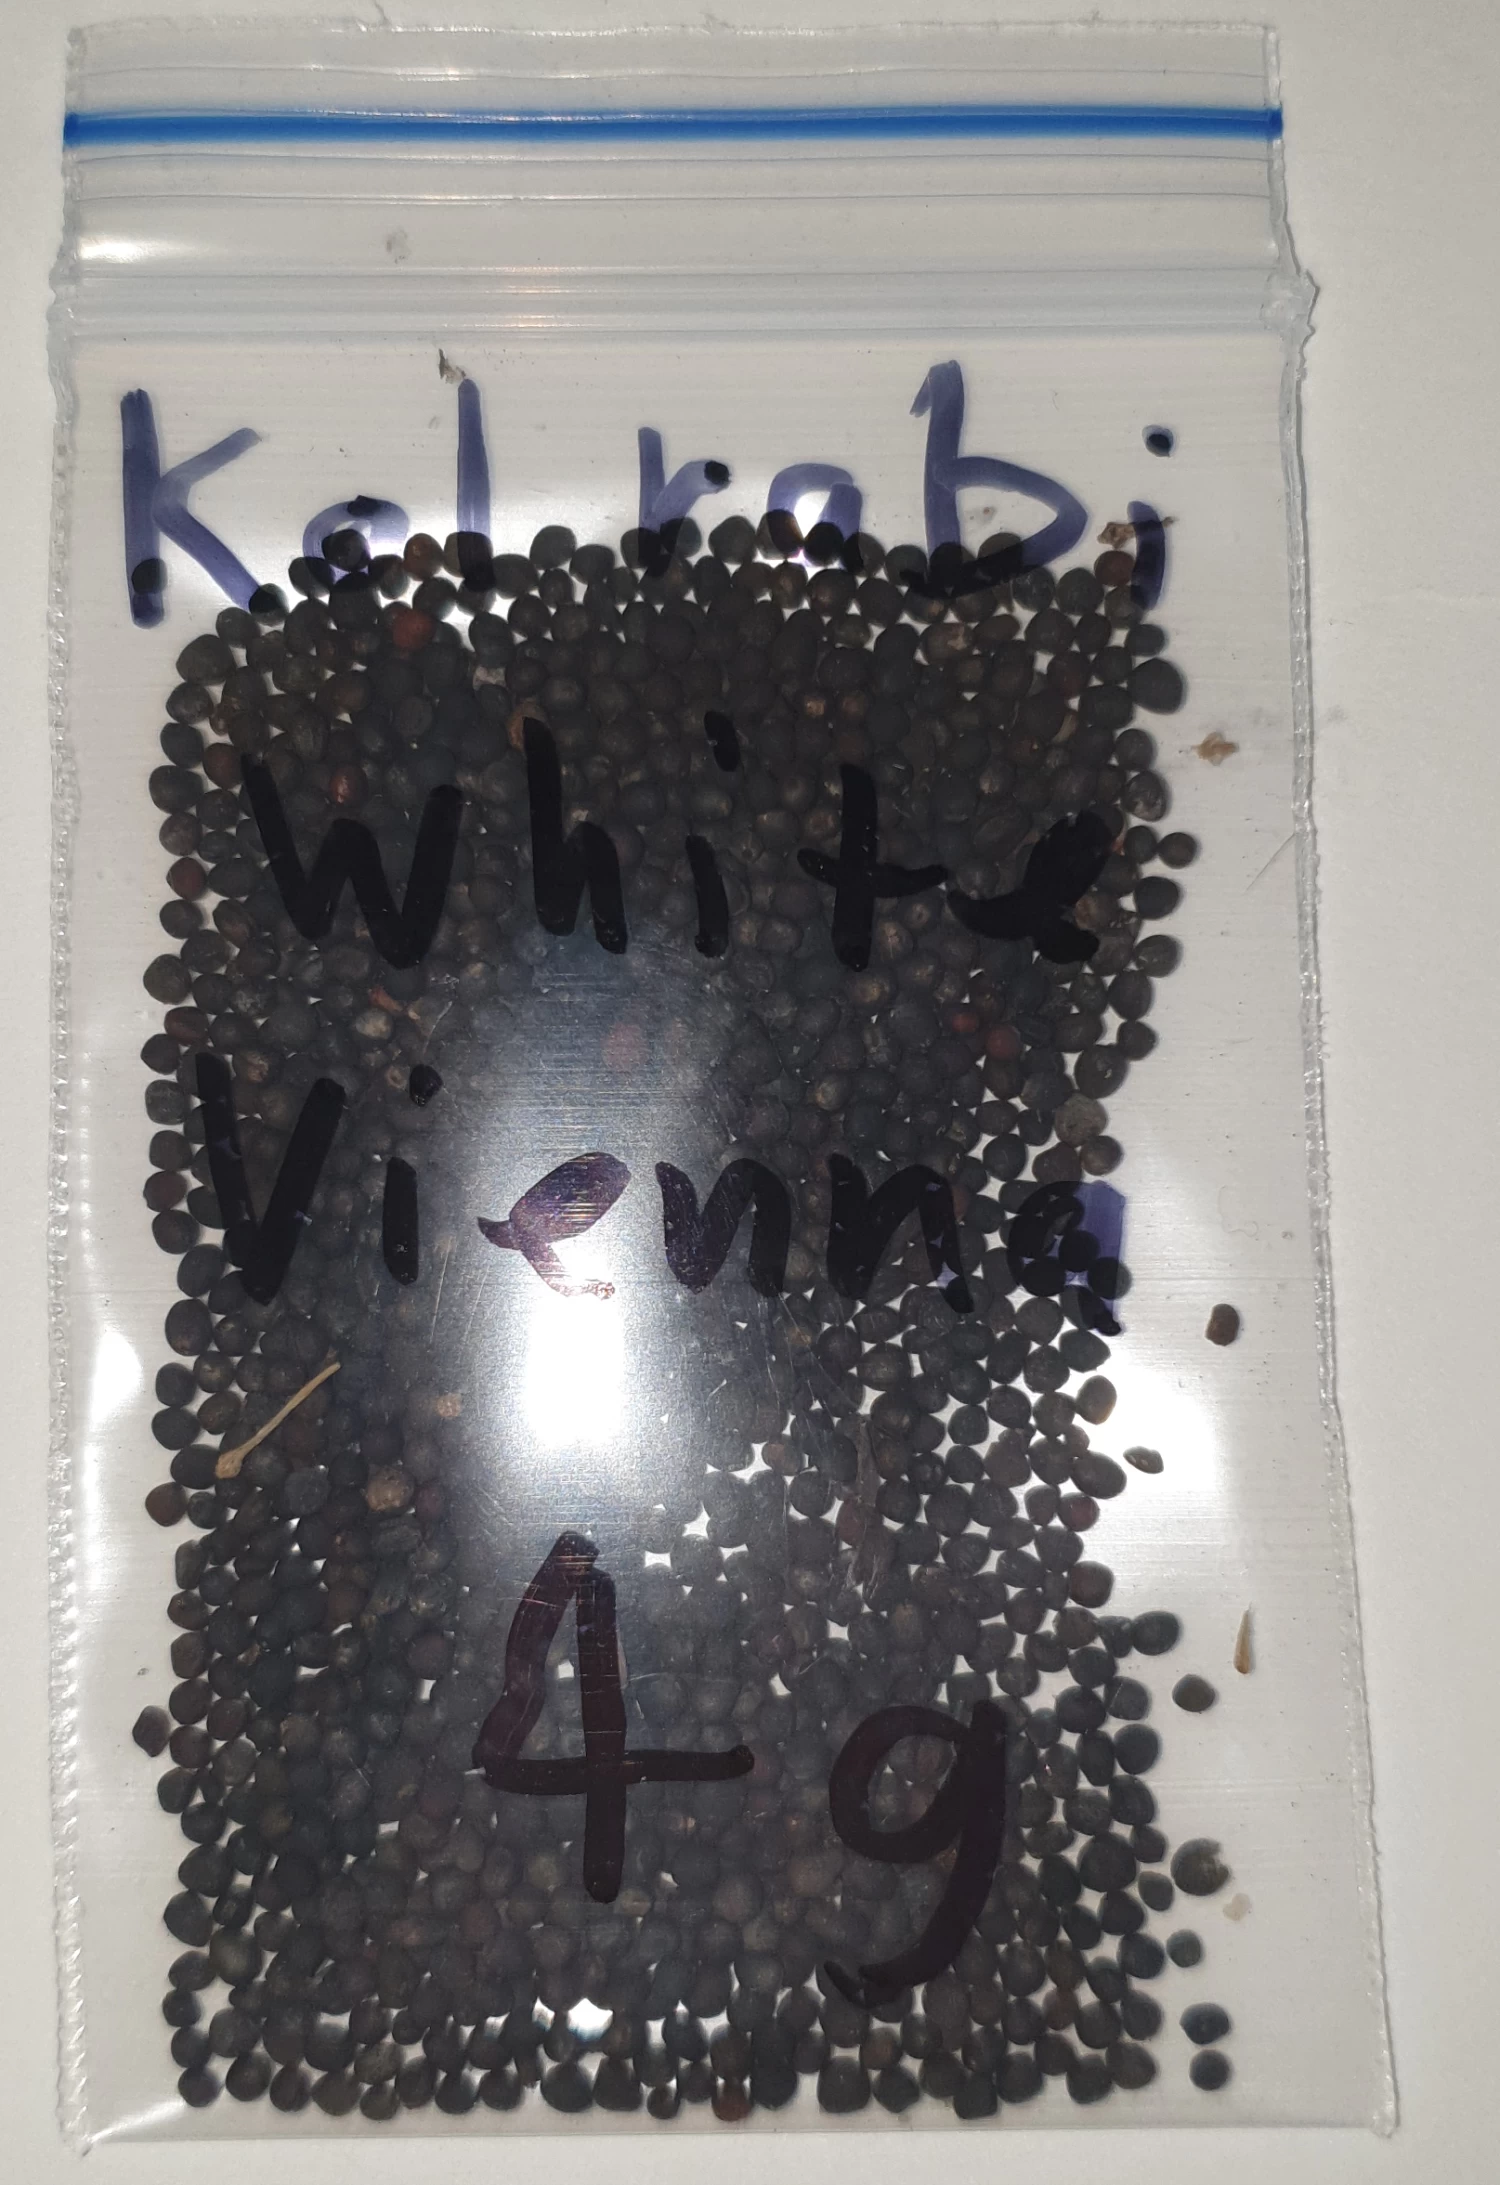 Kolrabi
White
Vienna
4 g